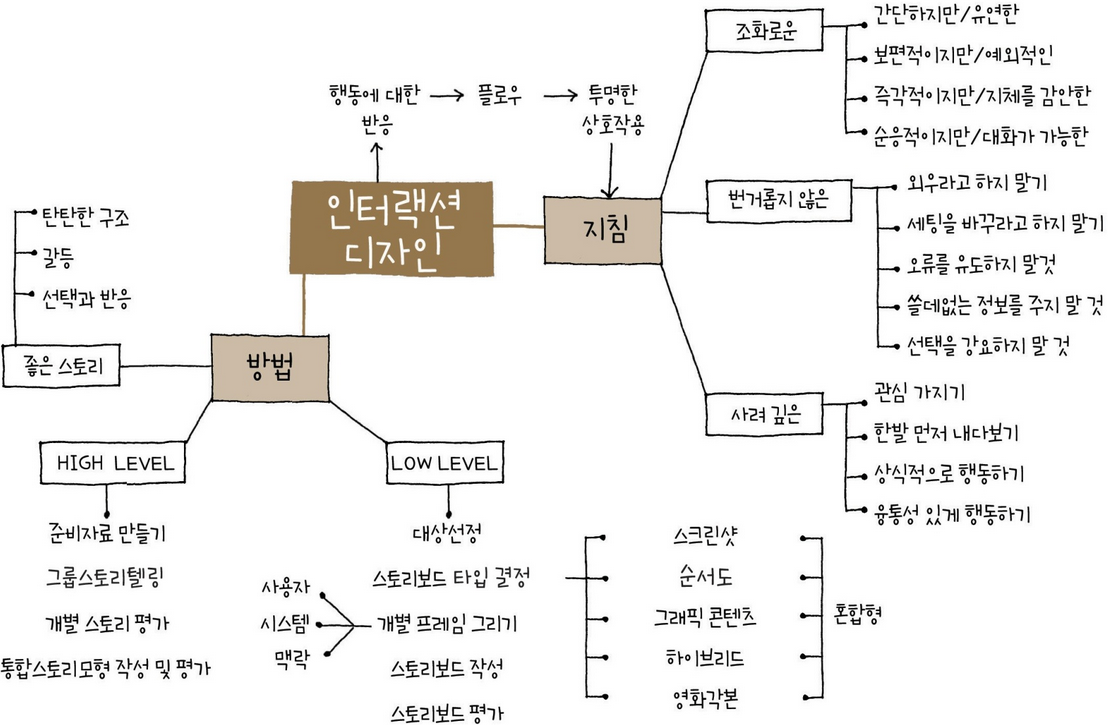 조화로운
간단하지만/유연한
보편적이지만/예외적인
즉각적이지만/지체를 감안한
순응적이지만/대화가 가능한
행동에 대한
반응
플로우
투명한
상호작용
인터랙션
디자인
지침
번거롭지 않은
외우라고 하지 말기
세팅을 바꾸라고 하지 말기
오류를 유도하지 말것
쓸데없는 정보를 주지 말 것
선택을 강요하지 말 것
탄탄한 구조
갈등
선택과 반응
좋은 스토리
방법
사려 깊은
관심 가지기
한발 먼저 내다보기
상식적으로 행동하기
융통성 있게 행동하기
HIGH LEVEL
준비자료 만들기
그룹스토리텔링
개별 스토리 평가
통합스토리모형 작성 및 평가
LOW LEVEL
대상선정
스토리보드 타입 결정
개별 프레임 그리기
스토리보드 작성
스토리보드 평가
사용자
시스템
맥락
스크린샷
순서도
그래픽 콘텐츠
하이브리드
영화각본
혼합형